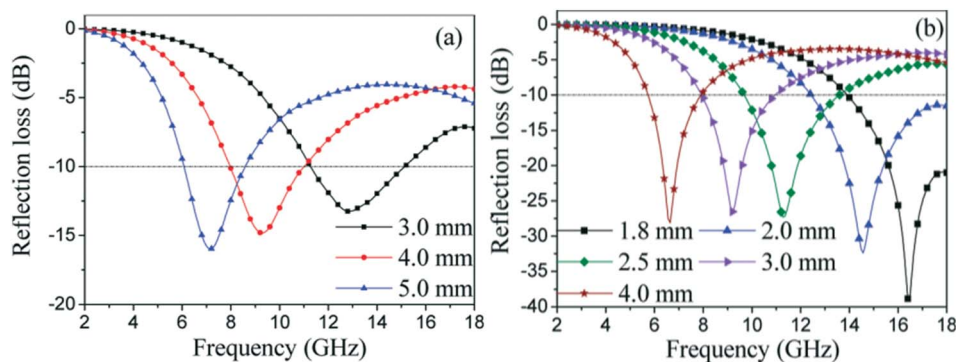 (a)
Reflection loss (dB)
0
-5
-10
-15
-20
3.0 mm
4.0 mm
5.0 mm
2 4 6 8 10 12 14 16 18
Frequency (GHz)
(b)
Reflection loss (dB)
0
-5
-10
-15
-20
-25
-30
-35
-40
1.8 mm 2.0 mm
2.5 mm 3.0 mm
4.0 mm
2 4 6 8 10 12 14 16 18
Frequency (GHz)